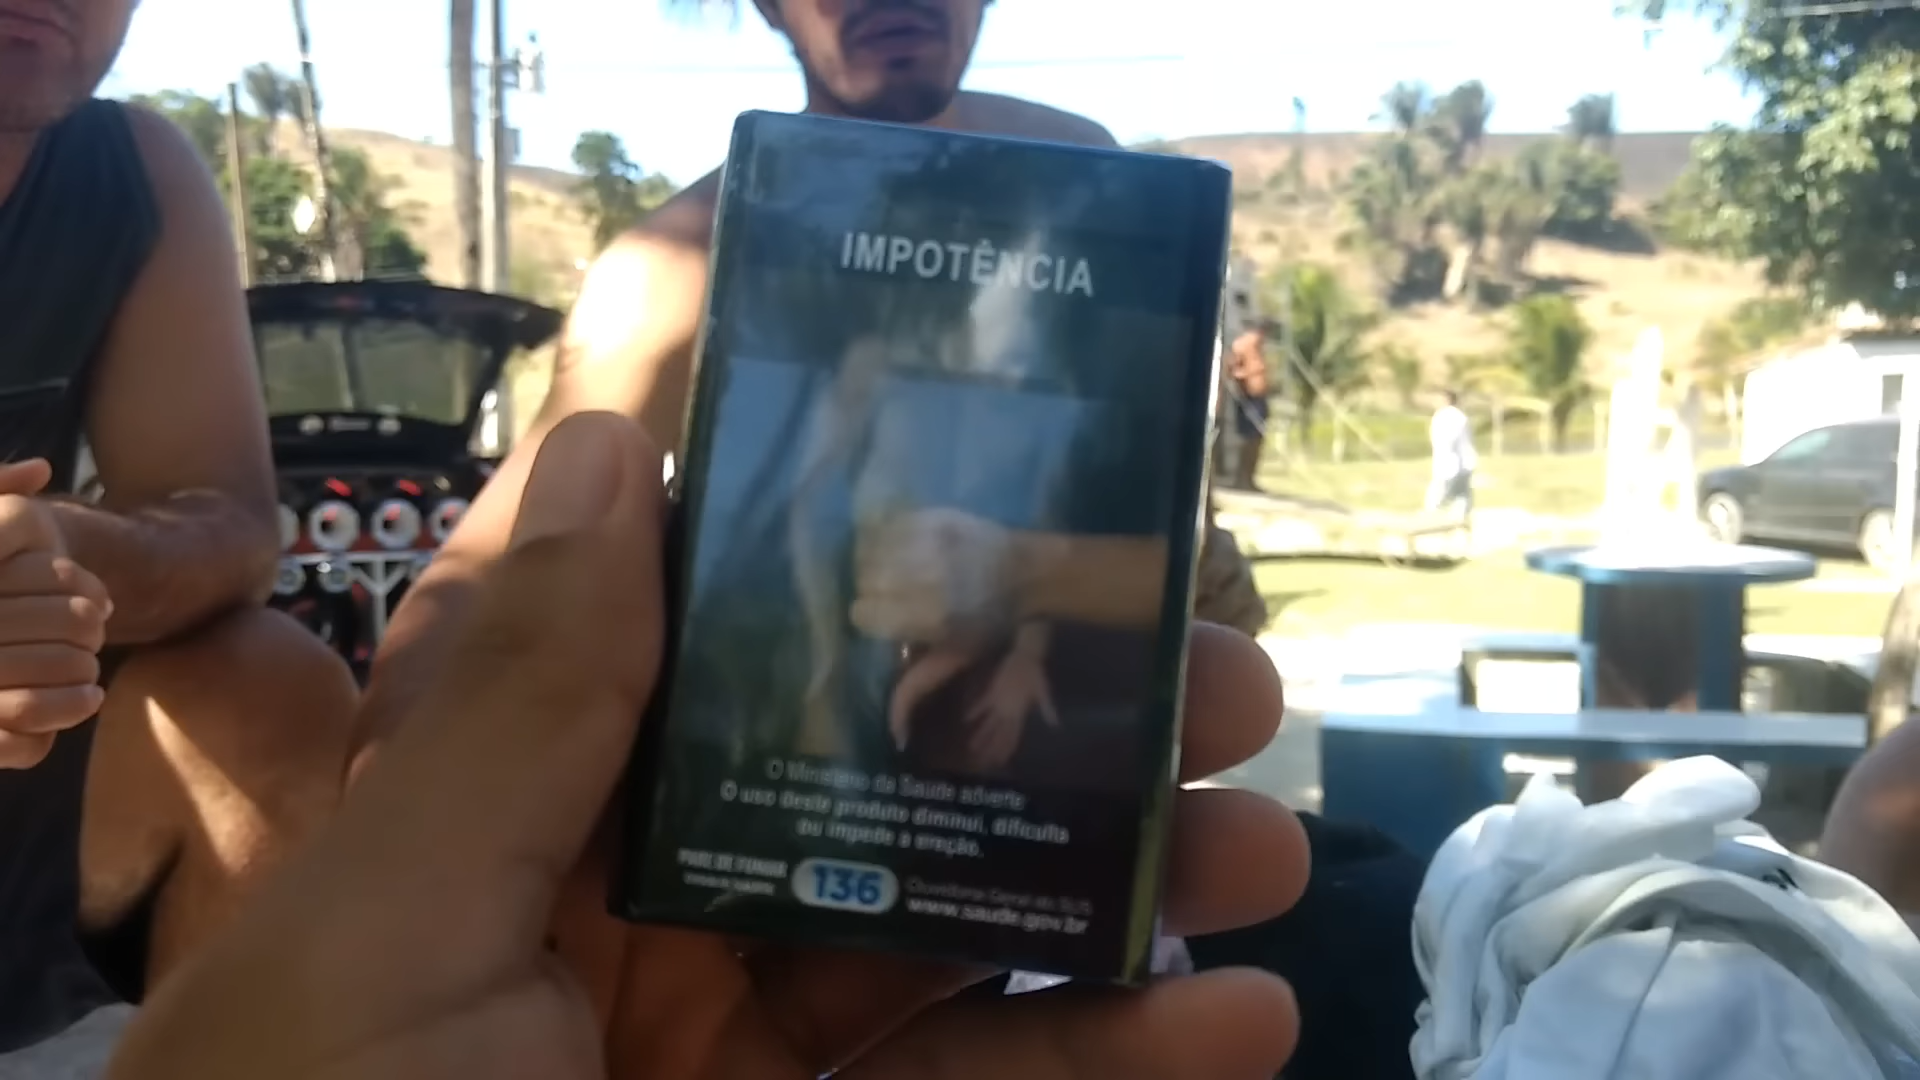 IMPOTÊNCIA
O Ministério da Saúde adverte
O uso deste produto diminui, dificulta
ou impede a ereção.
PARE DE FUMAR
136
Ouvidoria Geral do SUS
www.saude.gov.br